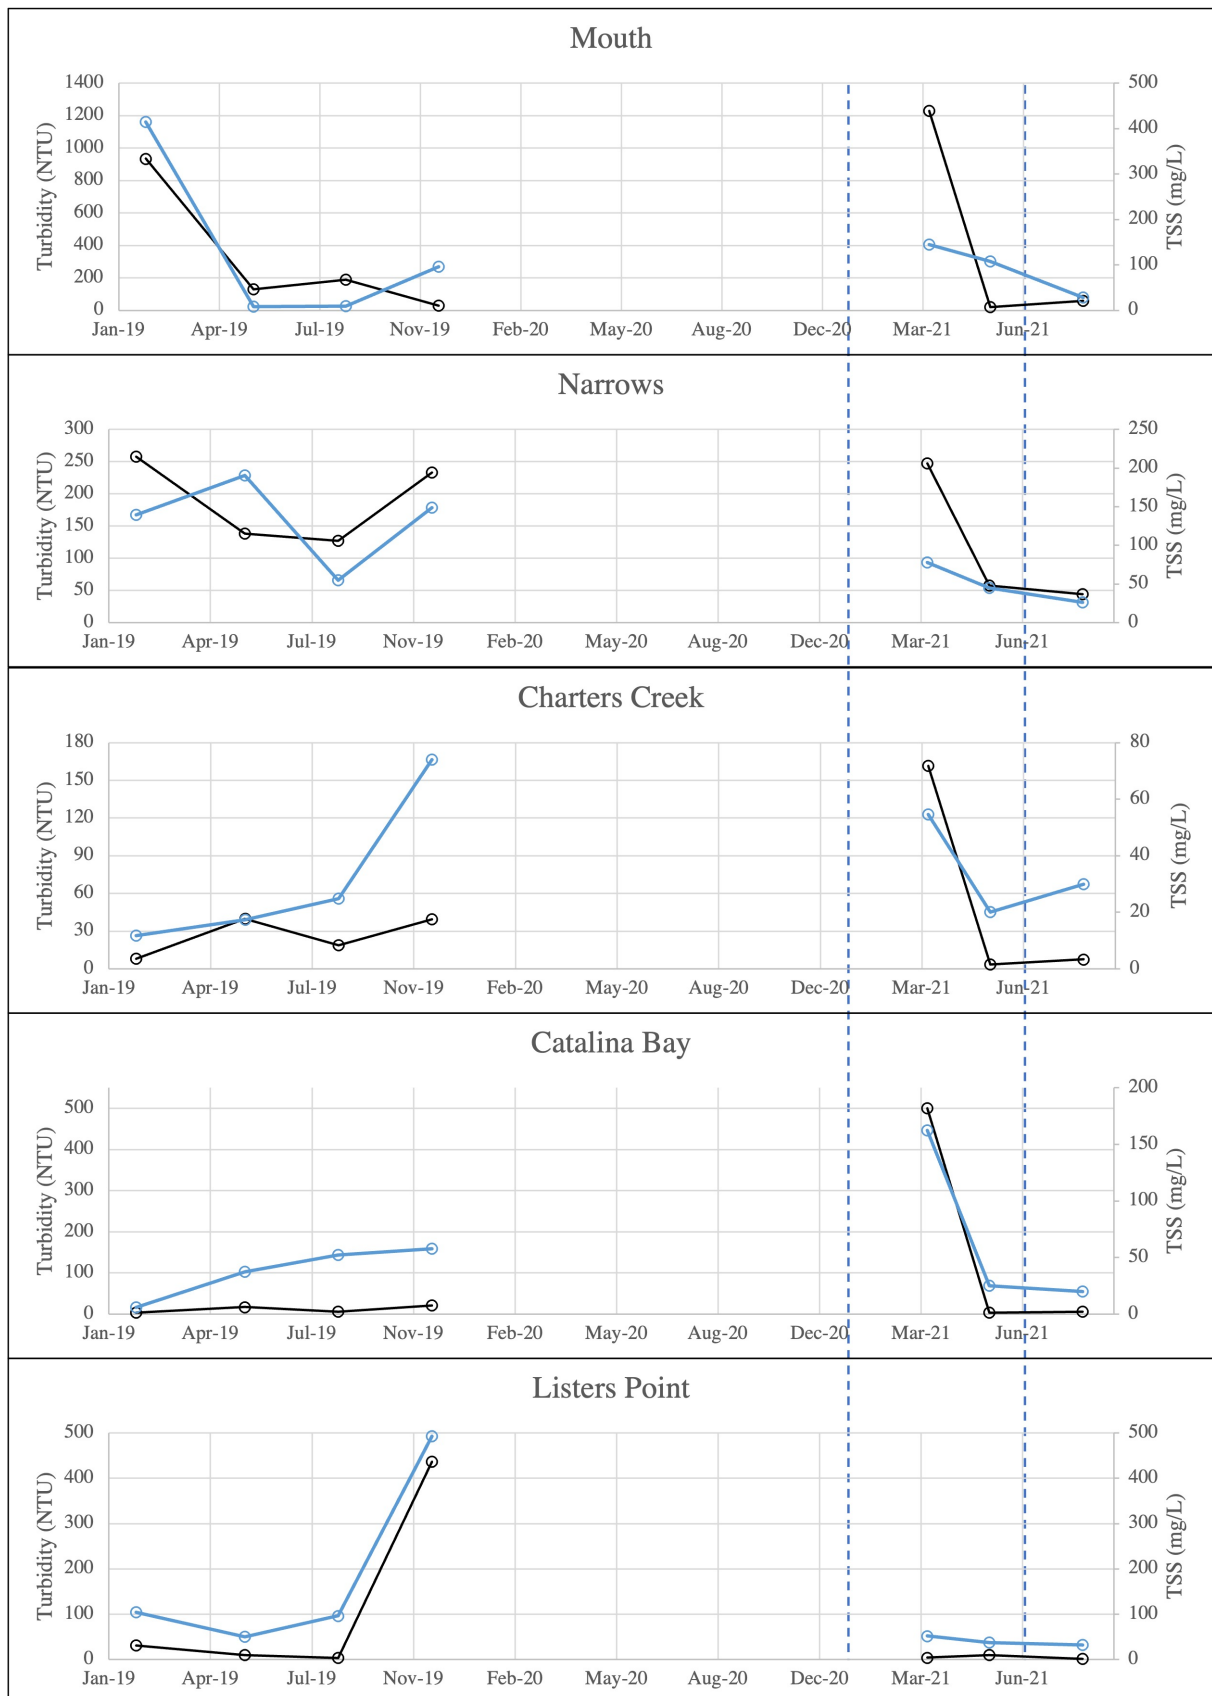 Mouth
1400 1200 1000 800 600 400 200 0
Turbidity (NTU)
500 400 300 200 100 0
TSS (mg/L)
Jan-19 Apr-19 Jul-19 Nov-19 Feb-20 May-20 Aug-20 Dec-20 Mar-21 Jun-21
Narrows
300 250 200 150 100 50 0
Turbidity (NTU)
250 200 150 100 50 0
TSS (mg/L)
Jan-19 Apr-19 Jul-19 Nov-19 Feb-20 May-20 Aug-20 Dec-20 Mar-21 Jun-21
Charters Creek
180 150 120 90 60 30 0
Turbidity (NTU)
80 60 40 20 0
TSS (mg/L)
Jan-19 Apr-19 Jul-19 Nov-19 Feb-20 May-20 Aug-20 Dec-20 Mar-21 Jun-21
Catalina Bay
500 400 300 200 100 0
Turbidity (NTU)
200 150 100 50 0
TSS (mg/L)
Jan-19 Apr-19 Jul-19 Nov-19 Feb-20 May-20 Aug-20 Dec-20 Mar-21 Jun-21
Listers Point
500 400 300 200 100 0
Turbidity (NTU)
500 400 300 200 100 0
TSS (mg/L)
Jan-19 Apr-19 Jul-19 Nov-19 Feb-20 May-20 Aug-20 Dec-20 Mar-21 Jun-21